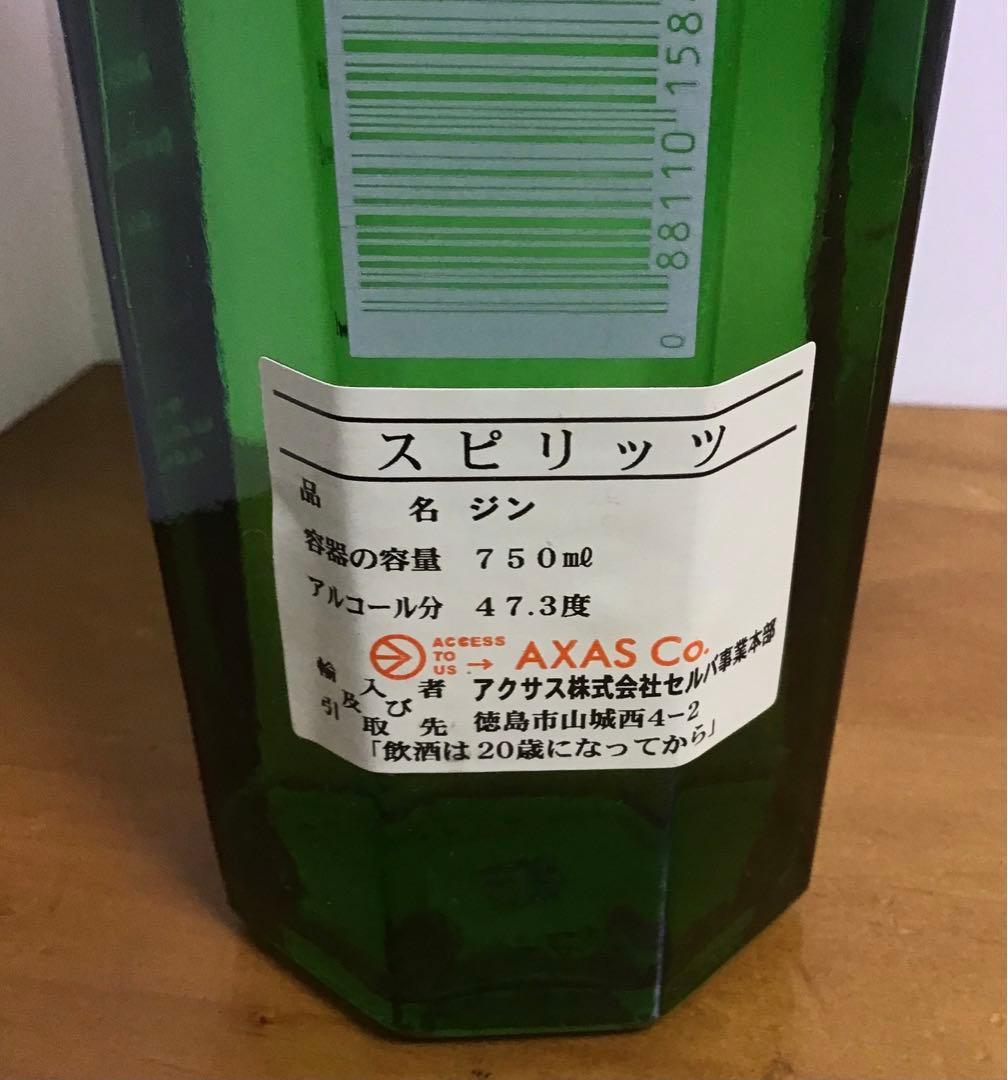 0 88110 158
スピリッツ
品名 ジン
容器の容量 750㎖
アルコール分 47.3度
ACCESS TO US → AXAS Co.
輸入者 アクサス株式会社セルバ事業本部
及び
引取先 徳島市山城西4-2
「飲酒は20歳になってから」